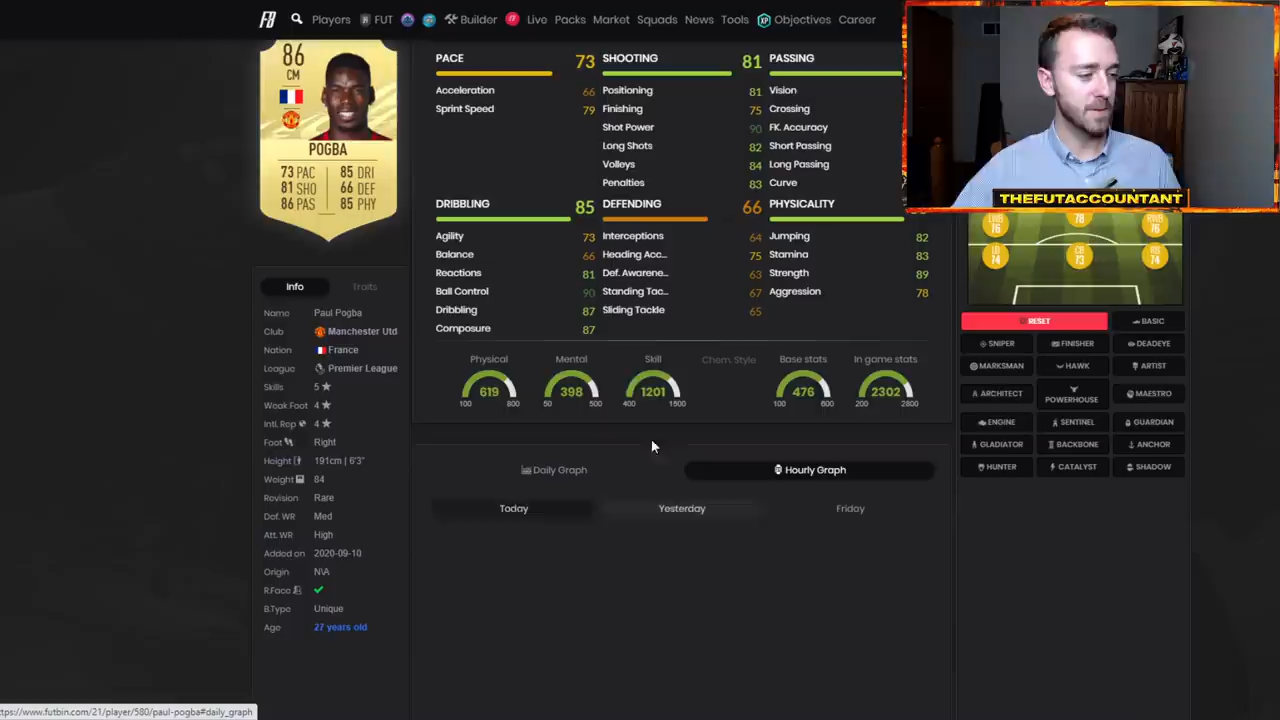 Players FUT Builder Live Packs Market Squads News Tools XP Objectives Career
86
CM
POGBA
73 PAC 85 DRI
81 SHO 66 DEF
86 PAS 85 PHY
PACE 73
Acceleration 66
Sprint Speed 79
SHOOTING 81
Positioning 81
Finishing 75
Shot Power 90
Long Shots 82
Volleys 84
Penalties 83
PASSING
Vision
Crossing
FK. Accuracy
Short Passing
Long Passing
Curve
DRIBBLING 85
Agility 73
Balance 66
Reactions 81
Ball Control 90
Dribbling 87
Composure 87
DEFENDING 66
Interceptions 64
Heading Acc... 75
Def. Aware... 63
Standing Tac... 67
Sliding Tackle 65
PHYSICALITY
Jumping 82
Stamina 83
Strength 89
Aggression 78
THEFUTACCOUNTANT
76 78 76
74 73 74
RESET BASIC
SNIPER FINISHER DEADEYE
MARKSMAN HAWK ARTIST
ARCHITECT POWERHOUSE MAESTRO
ENGINE SENTINEL GUARDIAN
GLADIATOR BACKBONE ANCHOR
HUNTER CATALYST SHADOW
Info Traits
Name Paul Pogba
Club Manchester Utd
Nation France
League Premier League
Skills 5
Weak Foot 4
Intl. Rep 4
Foot Right
Height 191cm | 6'3"
Weight 84
Revision Rare
Def. WR Med
Att. WR High
Added on 2020-09-10
Origin N\A
R.Face
B.Type Unique
Age 27 years old
Physical Mental Skill Chem. Style Base stats In game stats
619 398 1201 476 2302
100 800 50 500 400 1500 100 600 200 2800
Daily Graph Hourly Graph
Today Yesterday Friday
ttps://www.futbin.com/21/player/580/paul-pogba#daily_graph